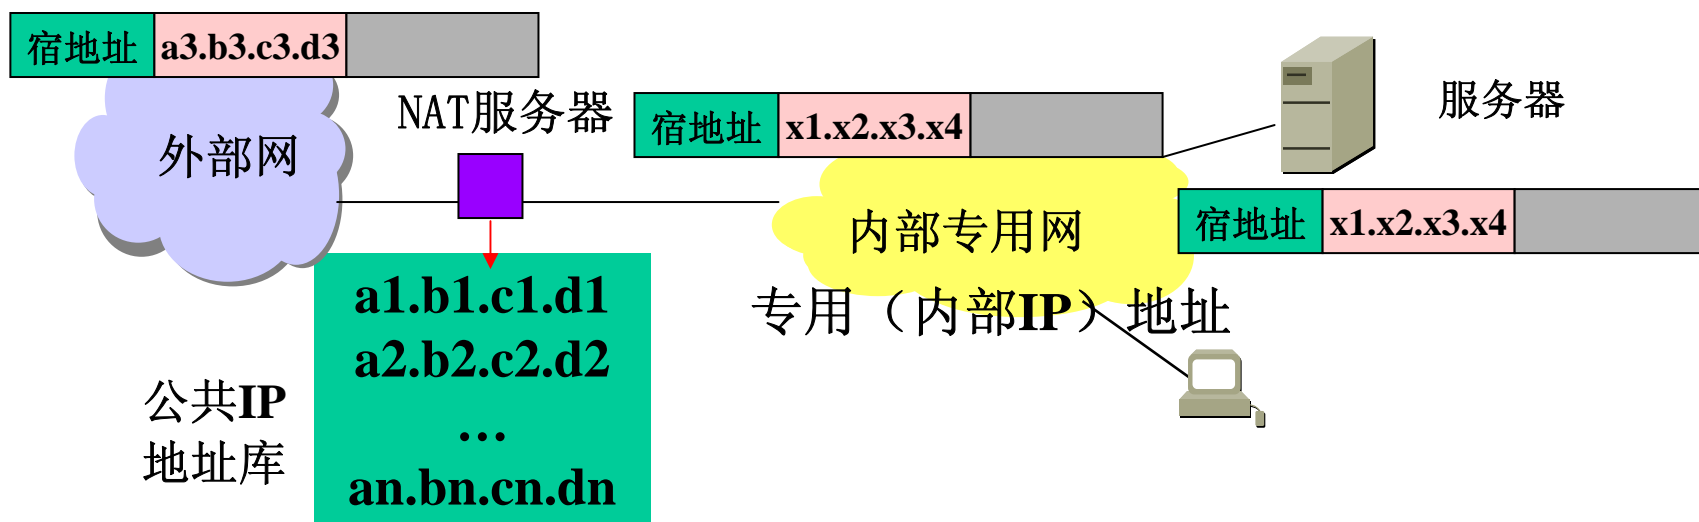 宿地址 a3.b3.c3.d3
NAT服务器
宿地址 x1.x2.x3.x4
服务器
外部网
宿地址 x1.x2.x3.x4
内部专用网
专用（内部IP）地址
a1.b1.c1.d1
a2.b2.c2.d2
…
an.bn.cn.dn
公共IP
地址库